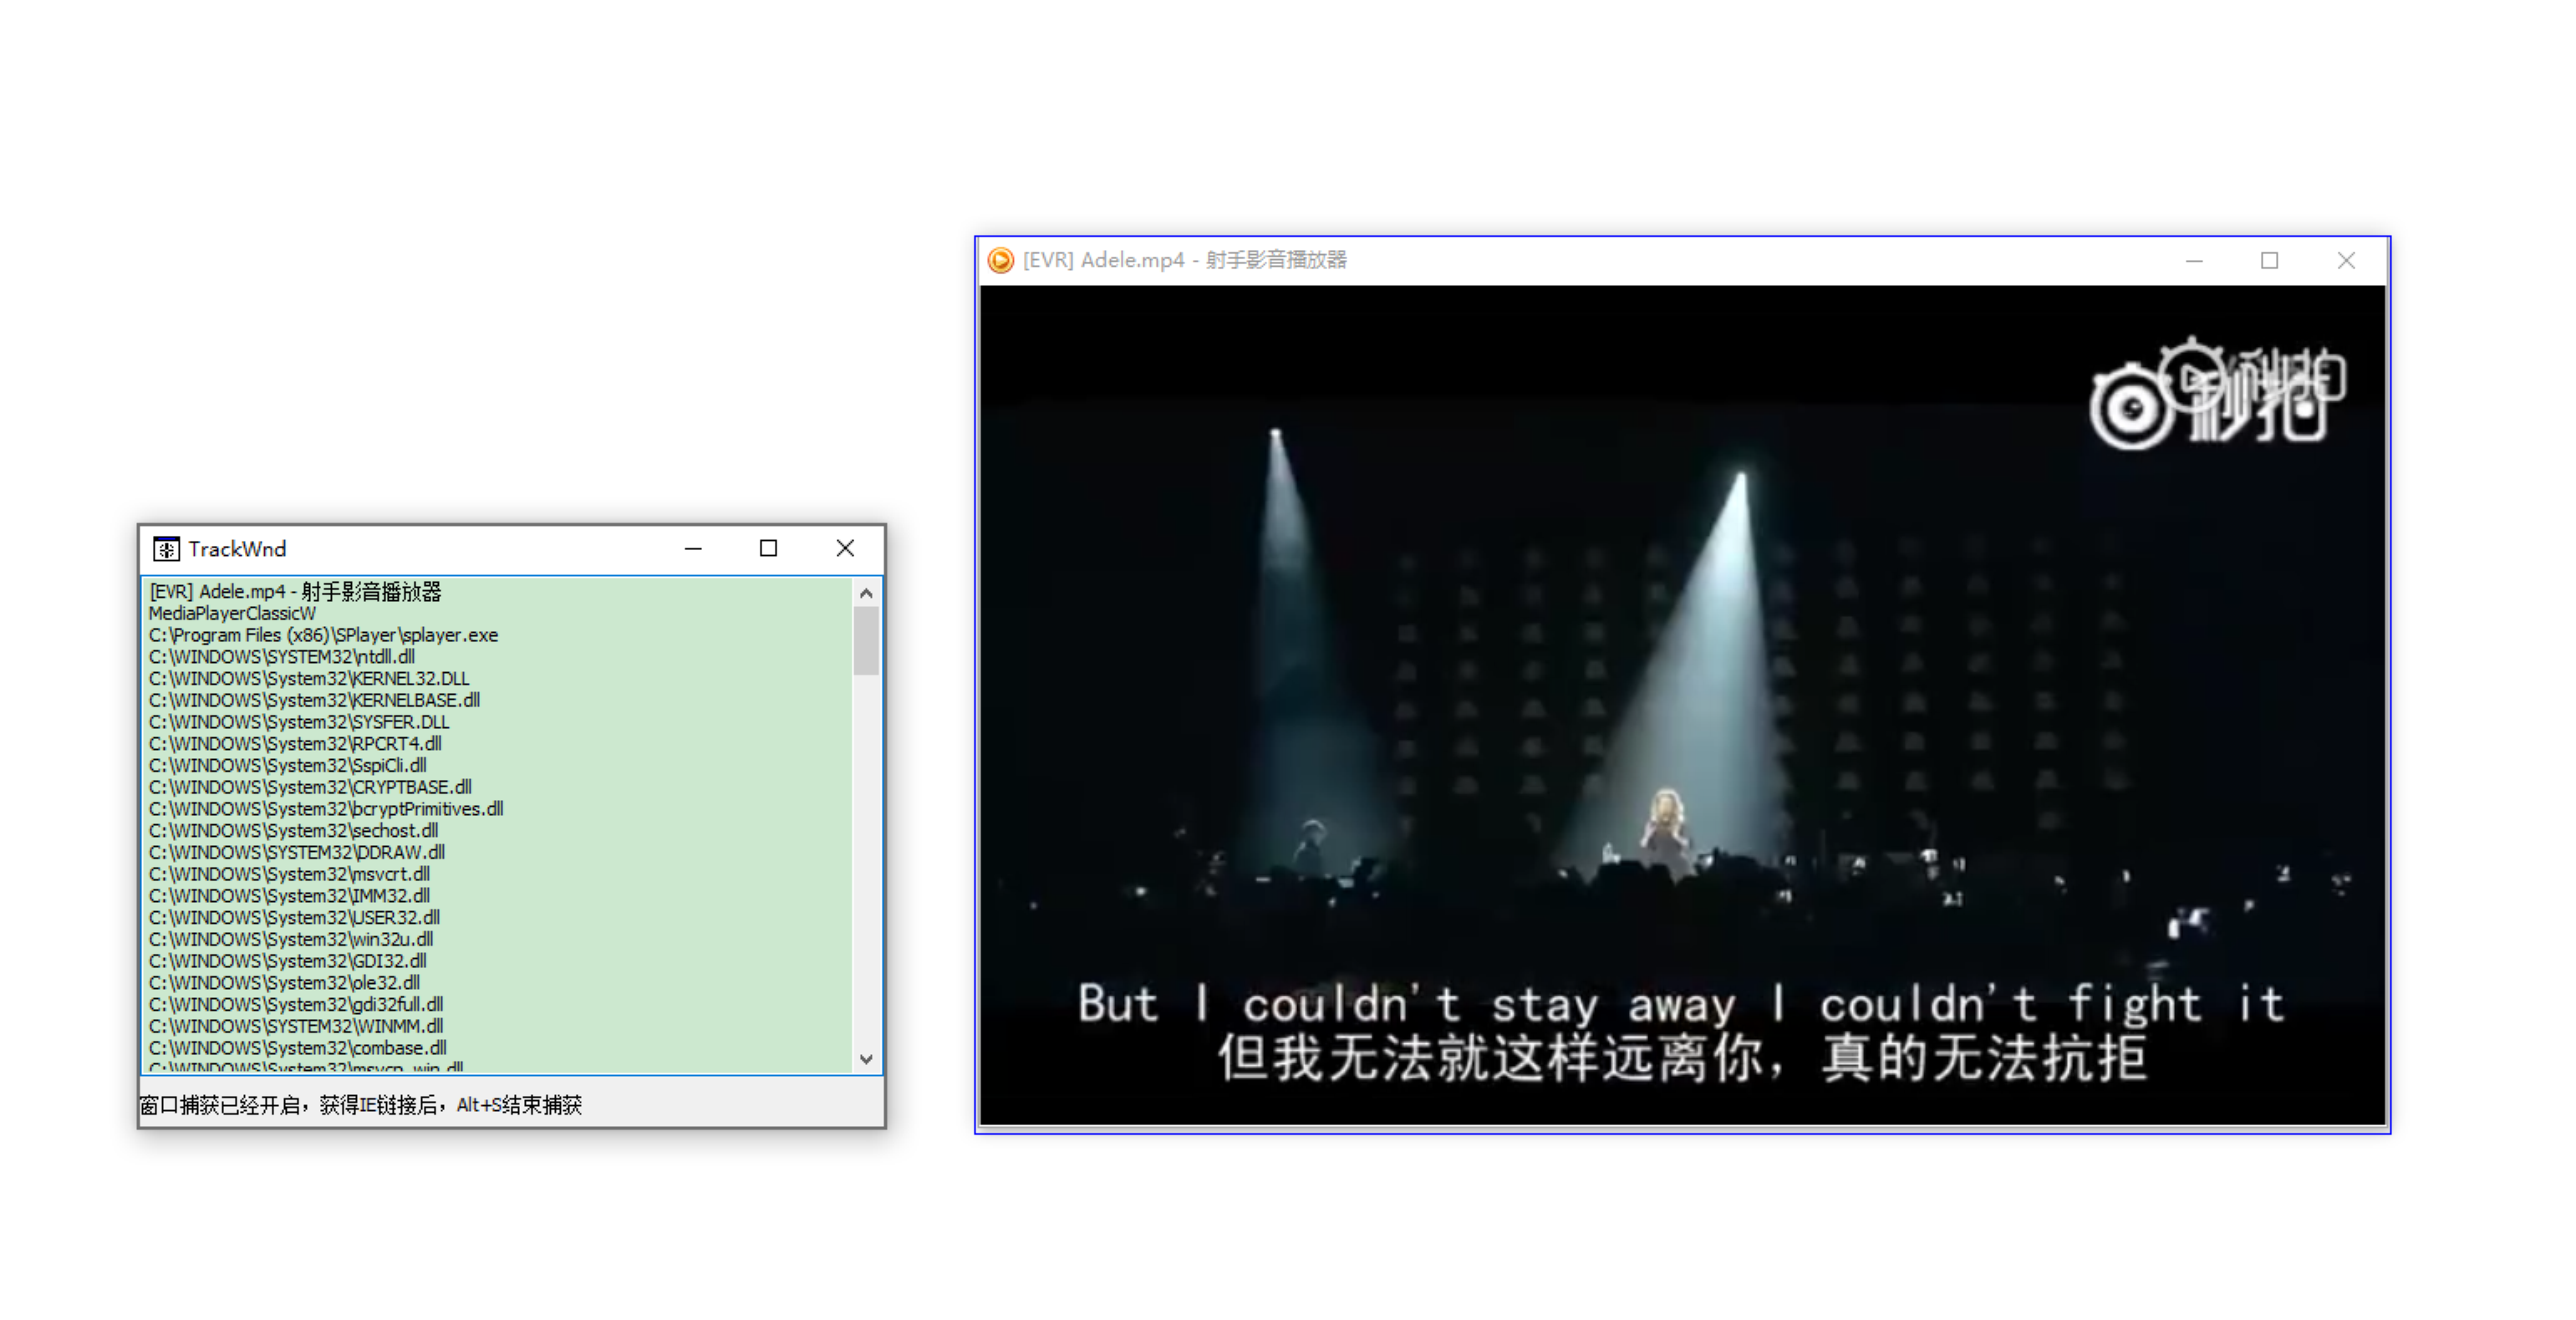 TrackWnd
[EVR] Adele.mp4 - 射手影音播放器
MediaPlayerClassicW
C:\Program Files (x86)\SPlayer\splayer.exe
C:\WINDOWS\SYSTEM32\ntdll.dll
C:\WINDOWS\System32\KERNEL32.DLL
C:\WINDOWS\System32\KERNELBASE.dll
C:\WINDOWS\System32\SYSFER.DLL
C:\WINDOWS\System32\RPCRT4.dll
C:\WINDOWS\System32\SspiCli.dll
C:\WINDOWS\System32\CRYPTBASE.dll
C:\WINDOWS\System32\bcryptPrimitives.dll
C:\WINDOWS\System32\sechost.dll
C:\WINDOWS\SYSTEM32\DDRAW.dll
C:\WINDOWS\System32\msvcrt.dll
C:\WINDOWS\System32\IMM32.dll
C:\WINDOWS\System32\USER32.dll
C:\WINDOWS\System32\win32u.dll
C:\WINDOWS\System32\GDI32.dll
C:\WINDOWS\System32\ole32.dll
C:\WINDOWS\System32\gdi32full.dll
C:\WINDOWS\SYSTEM32\WINMM.dll
C:\WINDOWS\System32\combase.dll
C:\WINDOWS\System32\msvcp_win.dll
窗口捕获已经开启，获得IE链接后，Alt+S结束捕获
[EVR] Adele.mp4 - 射手影音播放器
秒拍
秒拍
But I couldn't stay away I couldn't fight it
但我无法就这样远离你，真的无法抗拒